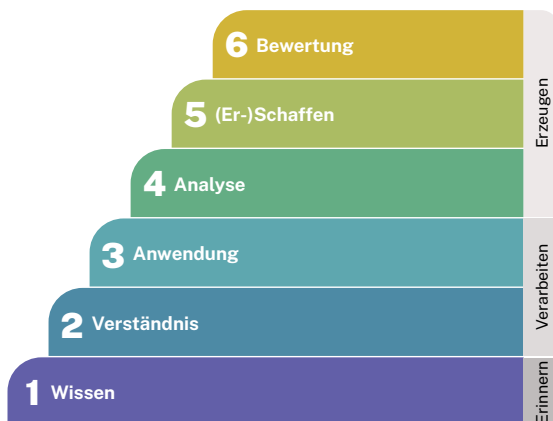 6 Bewertung
5 (Er-)Schaffen
4 Analyse
3 Anwendung
2 Verständnis
1 Wissen
Erzeugen
Verarbeiten
Erinnern